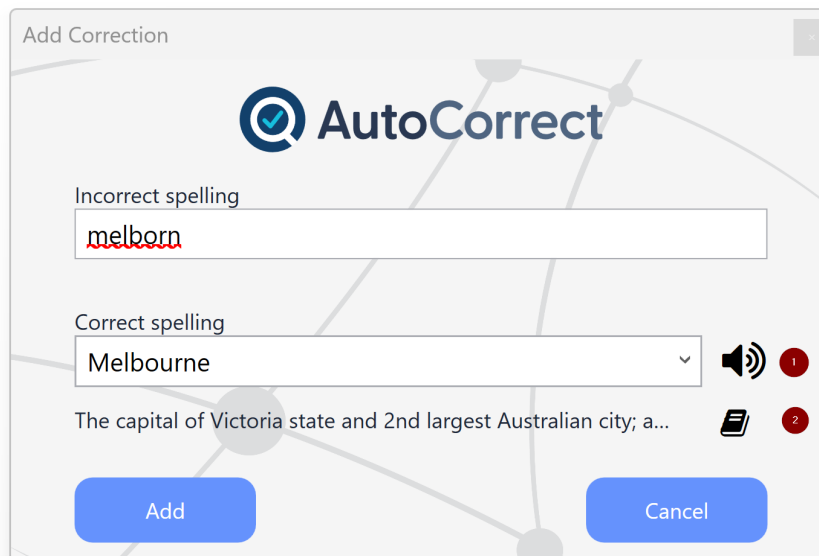 Add Correction
AutoCorrect
Incorrect spelling
melborn
Correct spelling
Melbourne
1
The capital of Victoria state and 2nd largest Australian city; a...
2
Add
Cancel